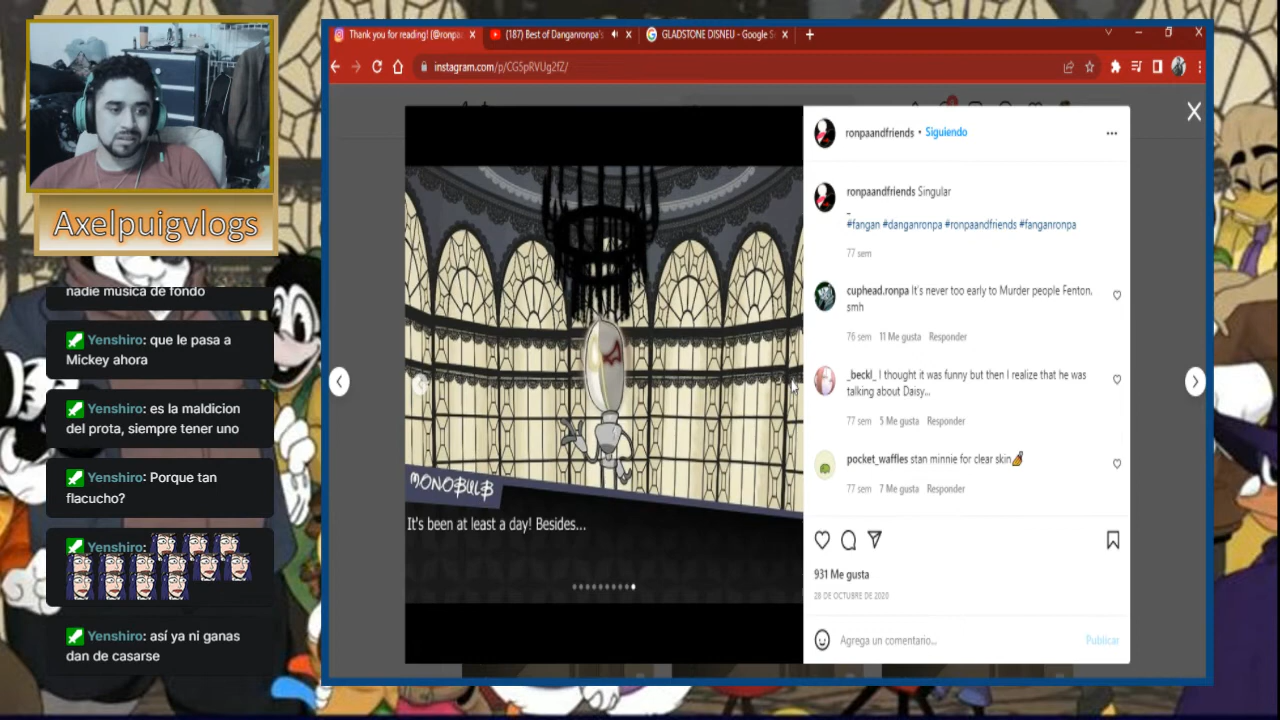 Thank you for reading! (@ronpa
(187) Best of Danganronpa's
GLADSTONE DISNEU - Google S
instagram.com/p/CG5pRVUg2fZ/
Axelpuigvlogs
nadie musica de fondo
Yenshiro: que le pasa a
Mickey ahora
Yenshiro: es la maldicion
del prota, siempre tener uno
Yenshiro: Porque tan
flacucho?
Yenshiro:
Yenshiro: así ya ni ganas
dan de casarse
MONOBULB
It's been at least a day! Besides...
ronpaandfriends • Siguiendo
ronpaandfriends Singular
_
#fangan #danganronpa #ronpaandfriends #fanganronpa
77 sem
cuphead.ronpa It's never too early to Murder people Fenton,
smh
76 sem 11 Me gusta Responder
_beckl_ I thought it was funny but then I realize that he was
talking about Daisy...
77 sem 5 Me gusta Responder
pocket_waffles stan minnie for clear skin
77 sem 7 Me gusta Responder
931 Me gusta
28 DE OCTUBRE DE 2020
Agrega un comentario...
Publicar